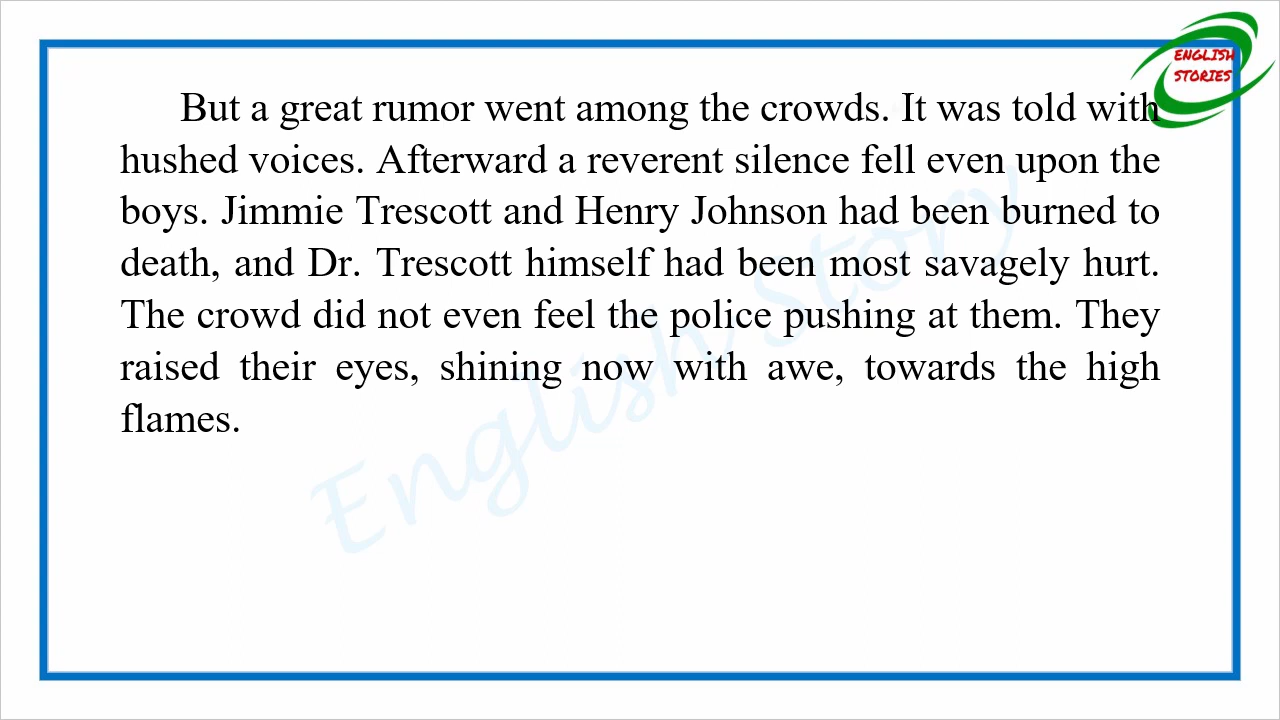 ENGLISH
STORIES
But a great rumor went among the crowds. It was told with
hushed voices. Afterward a reverent silence fell even upon the
boys. Jimmie Trescott and Henry Johnson had been burned to
death, and Dr. Trescott himself had been most savagely hurt.
The crowd did not even feel the police pushing at them. They
raised their eyes, shining now with awe, towards the high
flames.
English Story